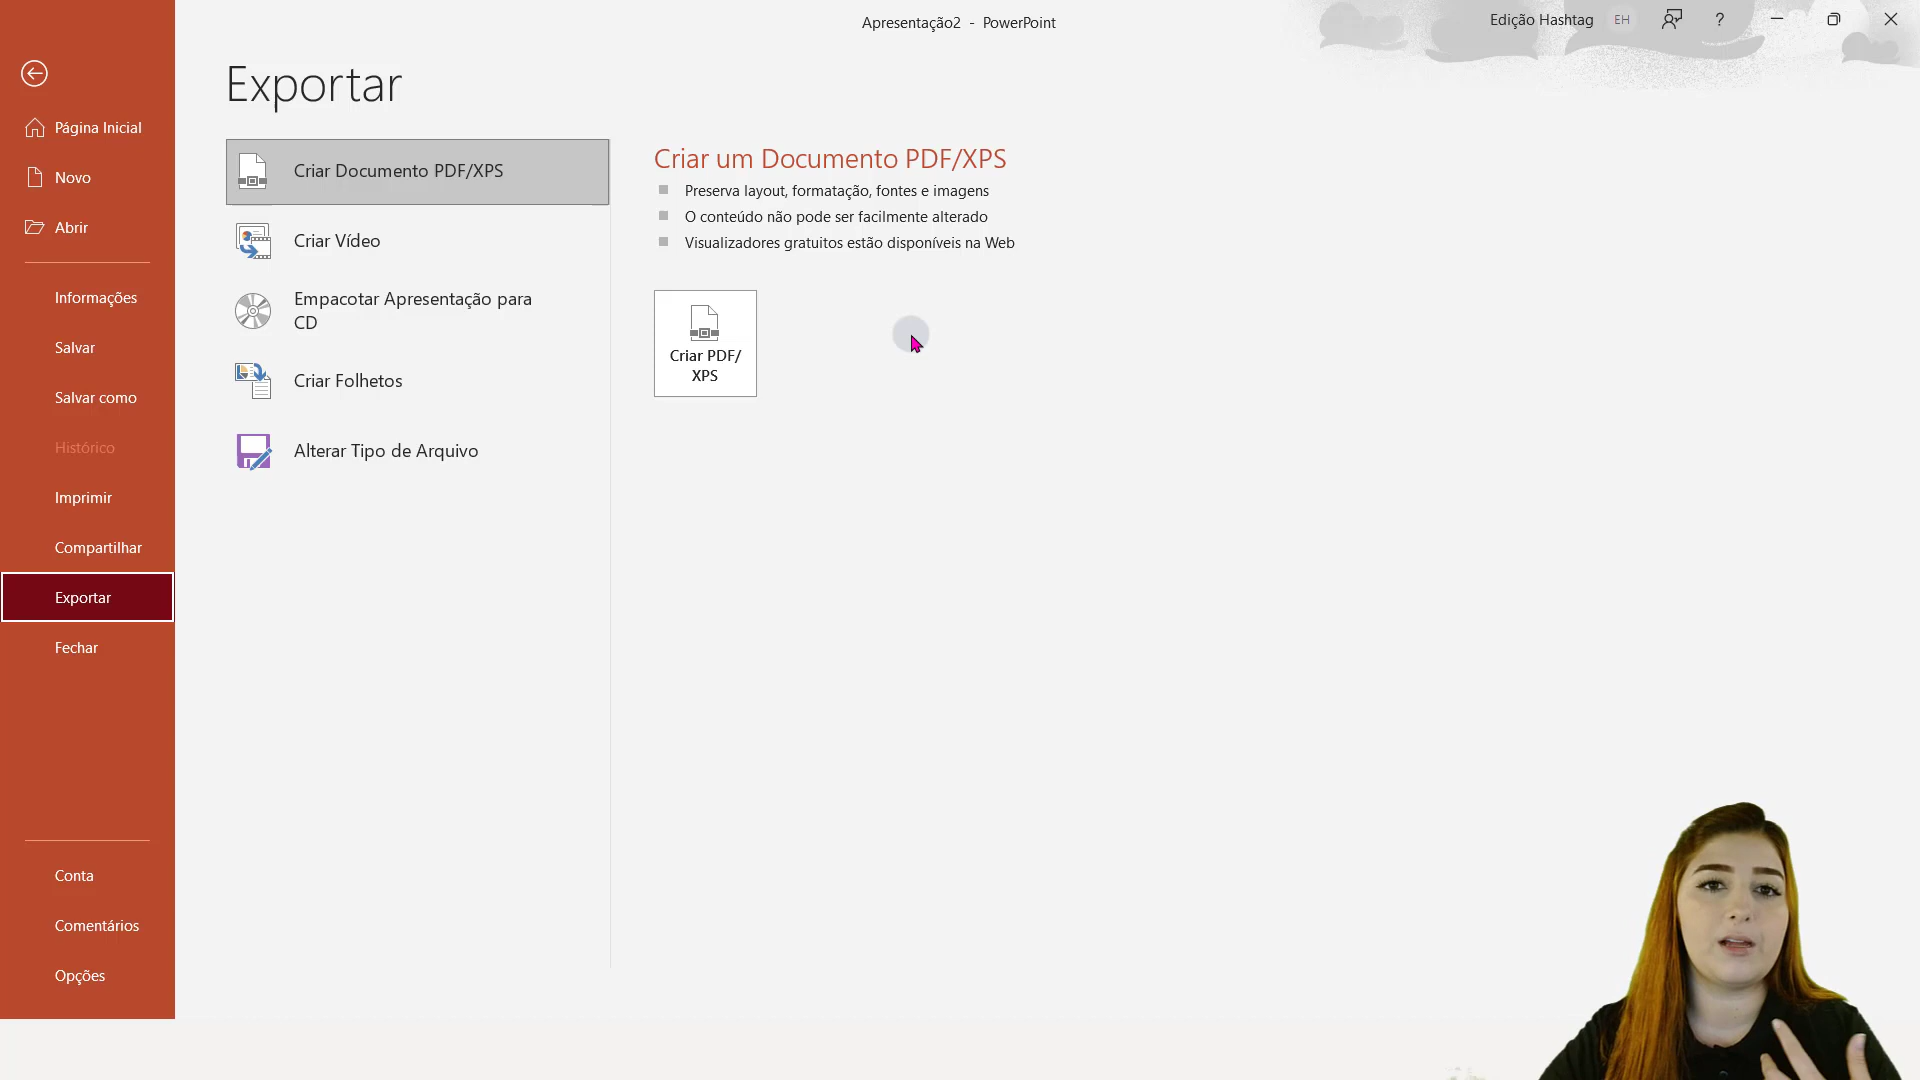 Apresentação2 - PowerPoint
Edição Hashtag EH ?
Exportar
Página Inicial
Novo
Abrir
Informações
Salvar
Salvar como
Histórico
Imprimir
Compartilhar
Exportar
Fechar
Conta
Comentários
Opções
Criar Documento PDF/XPS
Criar Vídeo
Empacotar Apresentação para
CD
Criar Folhetos
Alterar Tipo de Arquivo
Criar um Documento PDF/XPS
Preserva layout, formatação, fontes e imagens
O conteúdo não pode ser facilmente alterado
Visualizadores gratuitos estão disponíveis na Web
Criar PDF/
XPS